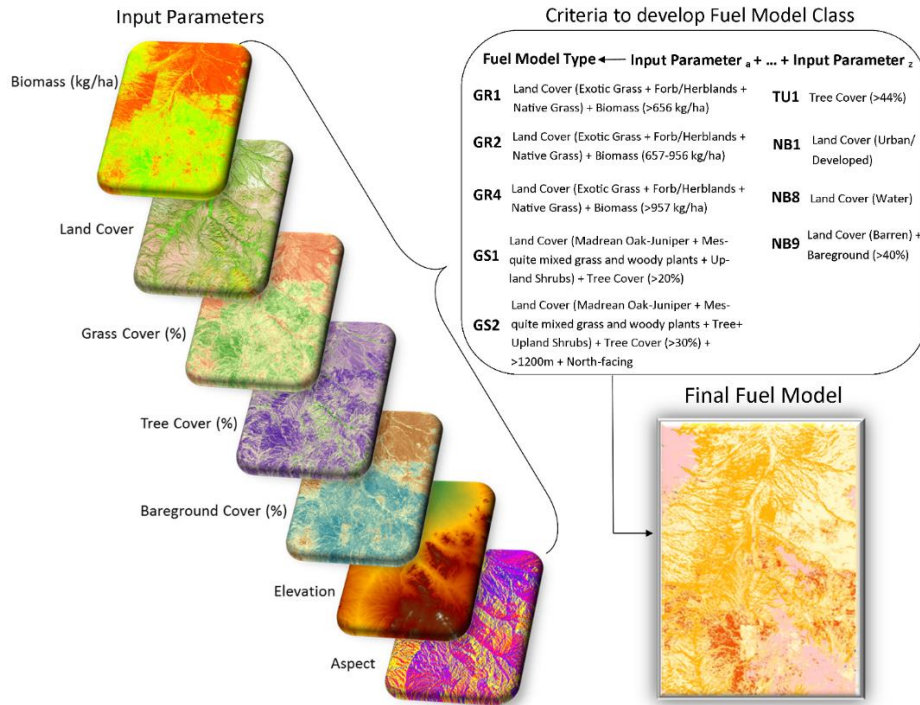 Input Parameters
Biomass (kg/ha)
Land Cover
Grass Cover (%)
Tree Cover (%)
Bareground Cover (%)
Elevation
Aspect
Criteria to develop Fuel Model Class
Fuel Model Type ← Input Parameter a + ... + Input Parameter z
GR1 Land Cover (Exotic Grass + Forb/Herblands +
Native Grass) + Biomass (>656 kg/ha)
GR2 Land Cover (Exotic Grass + Forb/Herblands +
Native Grass) + Biomass (657-956 kg/ha)
GR4 Land Cover (Exotic Grass + Forb/Herblands +
Native Grass) + Biomass (>957 kg/ha)
GS1 Land Cover (Madrean Oak-Juniper + Mes-
quite mixed grass and woody plants + Up-
land Shrubs) + Tree Cover (>20%)
GS2 Land Cover (Madrean Oak-Juniper + Mes-
quite mixed grass and woody plants + Tree+
Upland Shrubs) + Tree Cover (>30%) +
>1200m + North-facing
TU1 Tree Cover (>44%)
NB1 Land Cover (Urban/
Developed)
NB8 Land Cover (Water)
NB9 Land Cover (Barren) +
Bareground (>40%)
Final Fuel Model